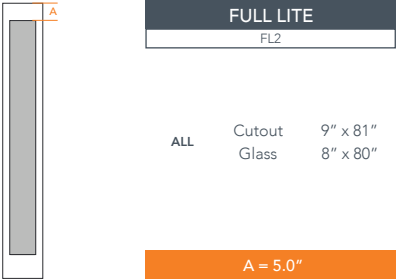 A
FULL LITE
FL2
ALL
Cutout 9” x 81”
Glass 8” x 80”
A = 5.0”